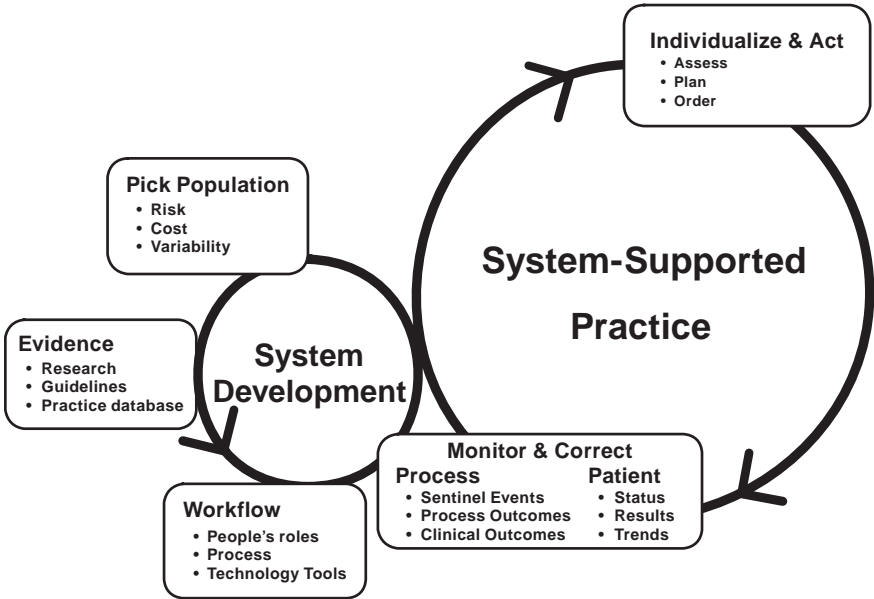 Individualize & Act
• Assess
• Plan
• Order
Pick Population
• Risk
• Cost
• Variability
System-Supported
Practice
Evidence
• Research
• Guidelines
• Practice database
System
Development
Monitor & Correct
Process
• Sentinel Events
• Process Outcomes
• Clinical Outcomes
Patient
• Status
• Results
• Trends
Workflow
• People’s roles
• Process
• Technology Tools